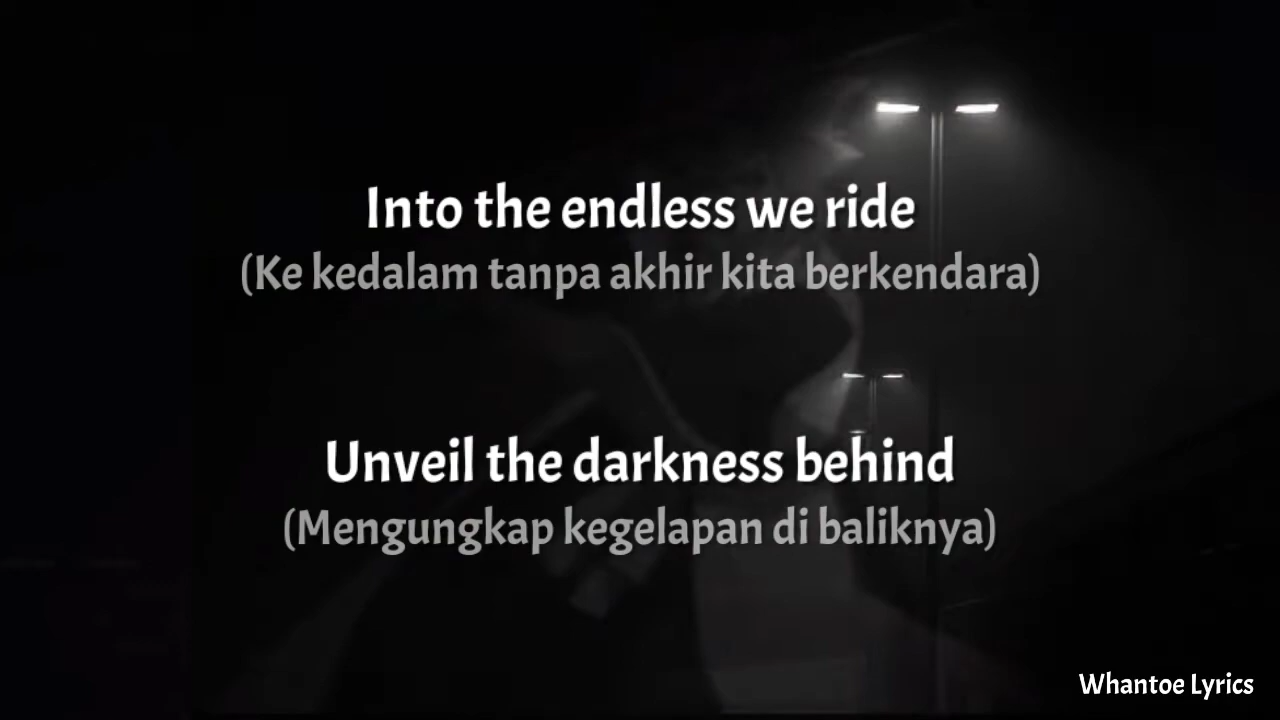 Into the endless we ride
(Ke kedalam tanpa akhir kita berkendara)
Unveil the darkness behind
(Mengungkap kegelapan di baliknya)
Whantoe Lyrics